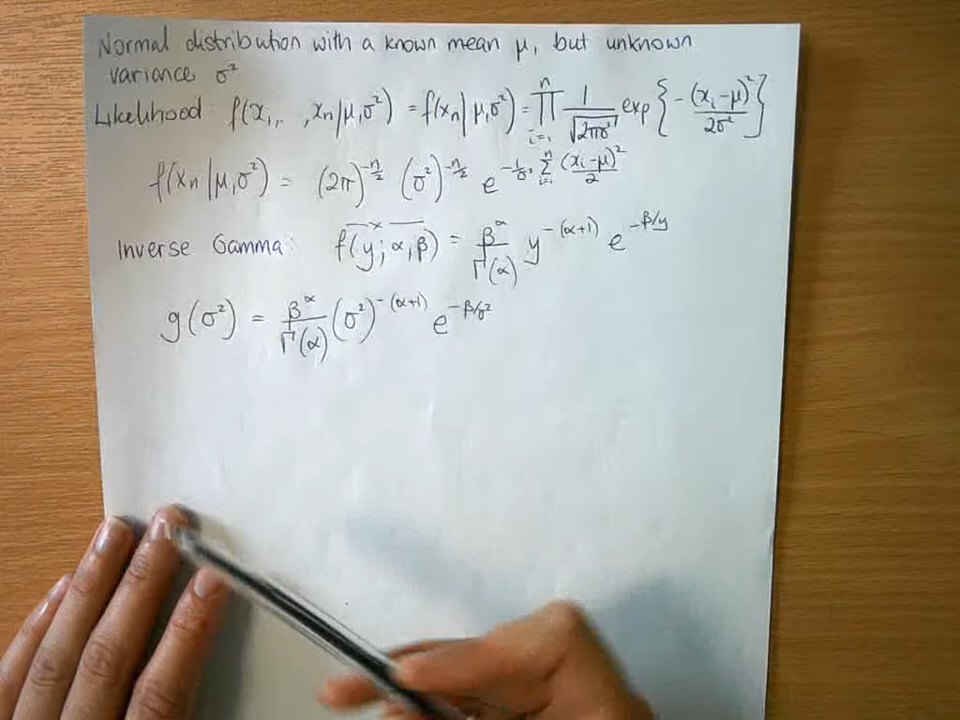 Normal distribution with a known mean μ, but unknown
variance σ²
Likelihood: f(x₁, , xₙ|μ,σ²) = f(xₙ|μ,σ²) = ∏ᵢ₌₁ⁿ 1/√(2πσ²) exp{ -(xᵢ-μ)²/2σ² }
f(xₙ|μ,σ²) = (2π)^(-n/2) (σ²)^(-n/2) e^(-1/σ² ∑ᵢ₌₁ⁿ (xᵢ-μ)²/2)
Inverse Gamma: f(y; α, β) = β^α/Γ(α) y^(-(α+1)) e^(-β/y)
g(σ²) = β^α/Γ(α) (σ²)^(-(α+1)) e^(-β/σ²)